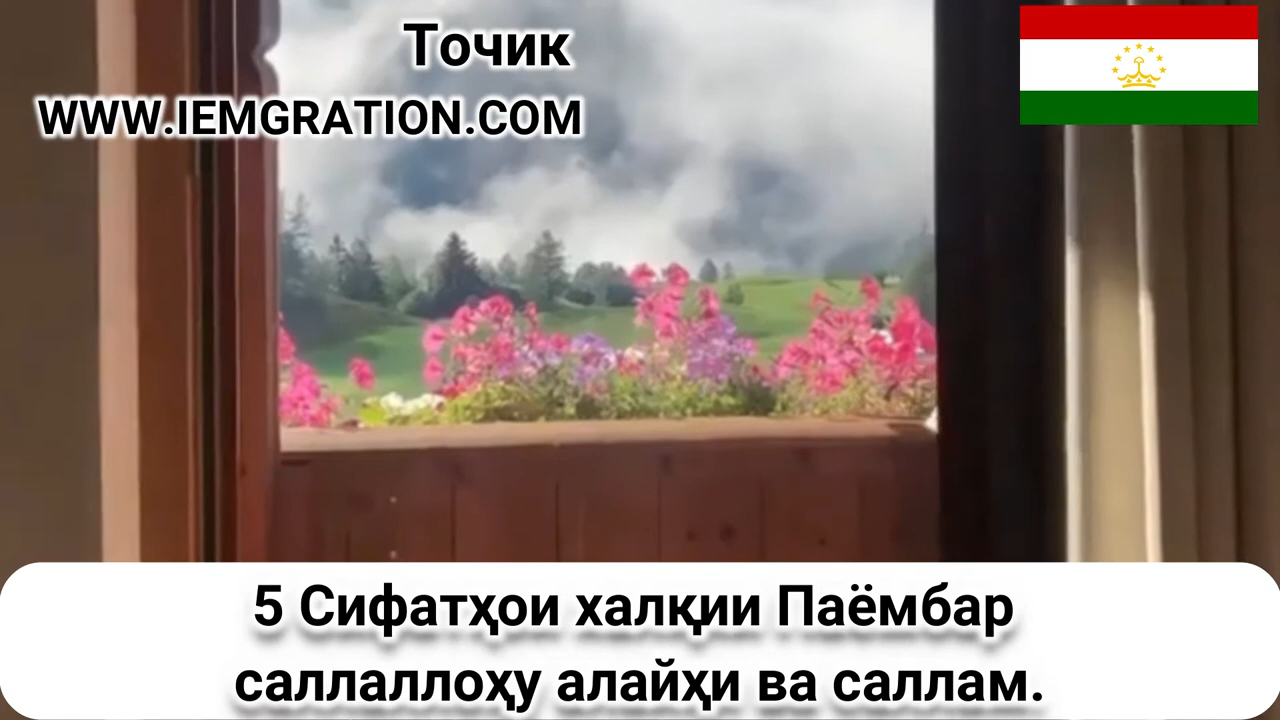 Точик
WWW.IEMGRATION.COM
5 Сифатҳои халқии Паёмбар
саллаллоҳу алайҳи ва саллам.